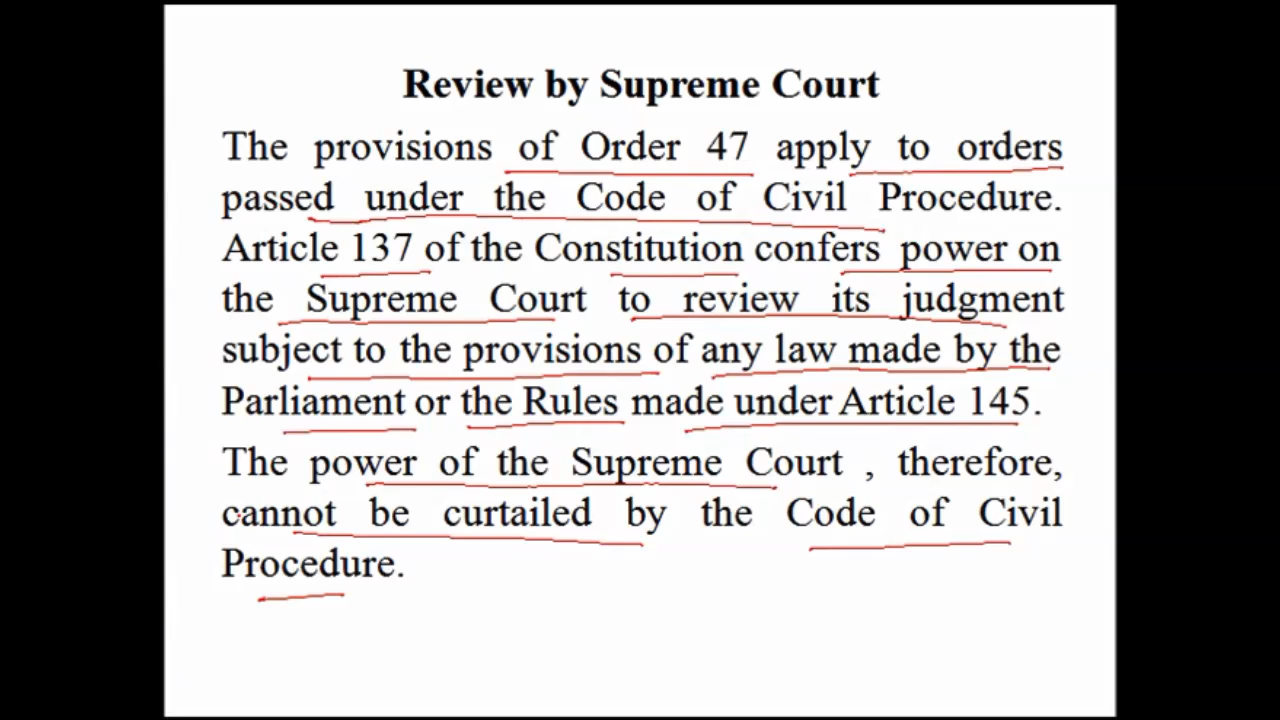 Review by Supreme Court
The provisions of Order 47 apply to orders
passed under the Code of Civil Procedure.
Article 137 of the Constitution confers power on
the Supreme Court to review its judgment
subject to the provisions of any law made by the
Parliament or the Rules made under Article 145.
The power of the Supreme Court , therefore,
cannot be curtailed by the Code of Civil
Procedure.